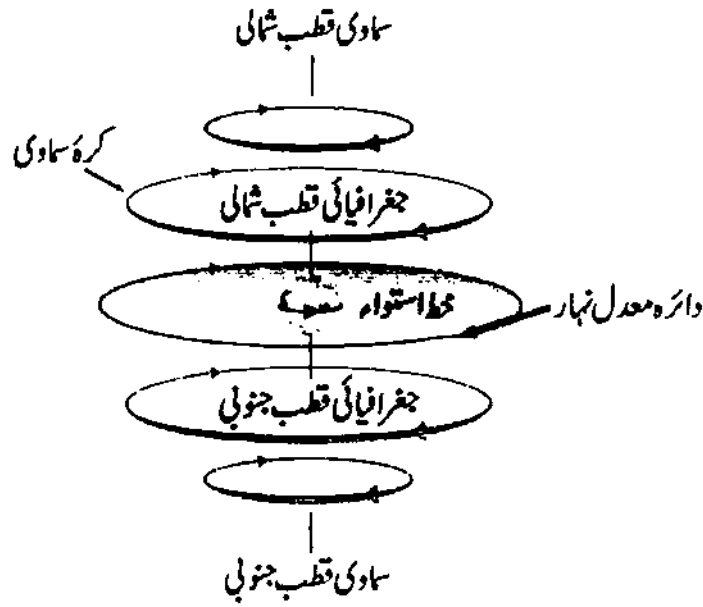 سماوی قطب شمالی
کرۂ سماوی
جغرافیائی قطب شمالی
خط استواء
دائرہ معدل نہار
جغرافیائی قطب جنوبی
سماوی قطب جنوبی